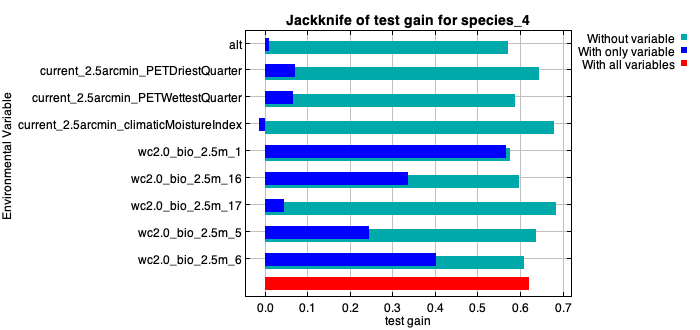 Jackknife of test gain for species_4
Without variable
With only variable
With all variables
Environmental Variable
alt
current_2.5arcmin_PETDriestQuarter
current_2.5arcmin_PETWettestQuarter
current_2.5arcmin_climaticMoistureIndex
wc2.0_bio_2.5m_1
wc2.0_bio_2.5m_16
wc2.0_bio_2.5m_17
wc2.0_bio_2.5m_5
wc2.0_bio_2.5m_6
0.0 0.1 0.2 0.3 0.4 0.5 0.6 0.7
test gain